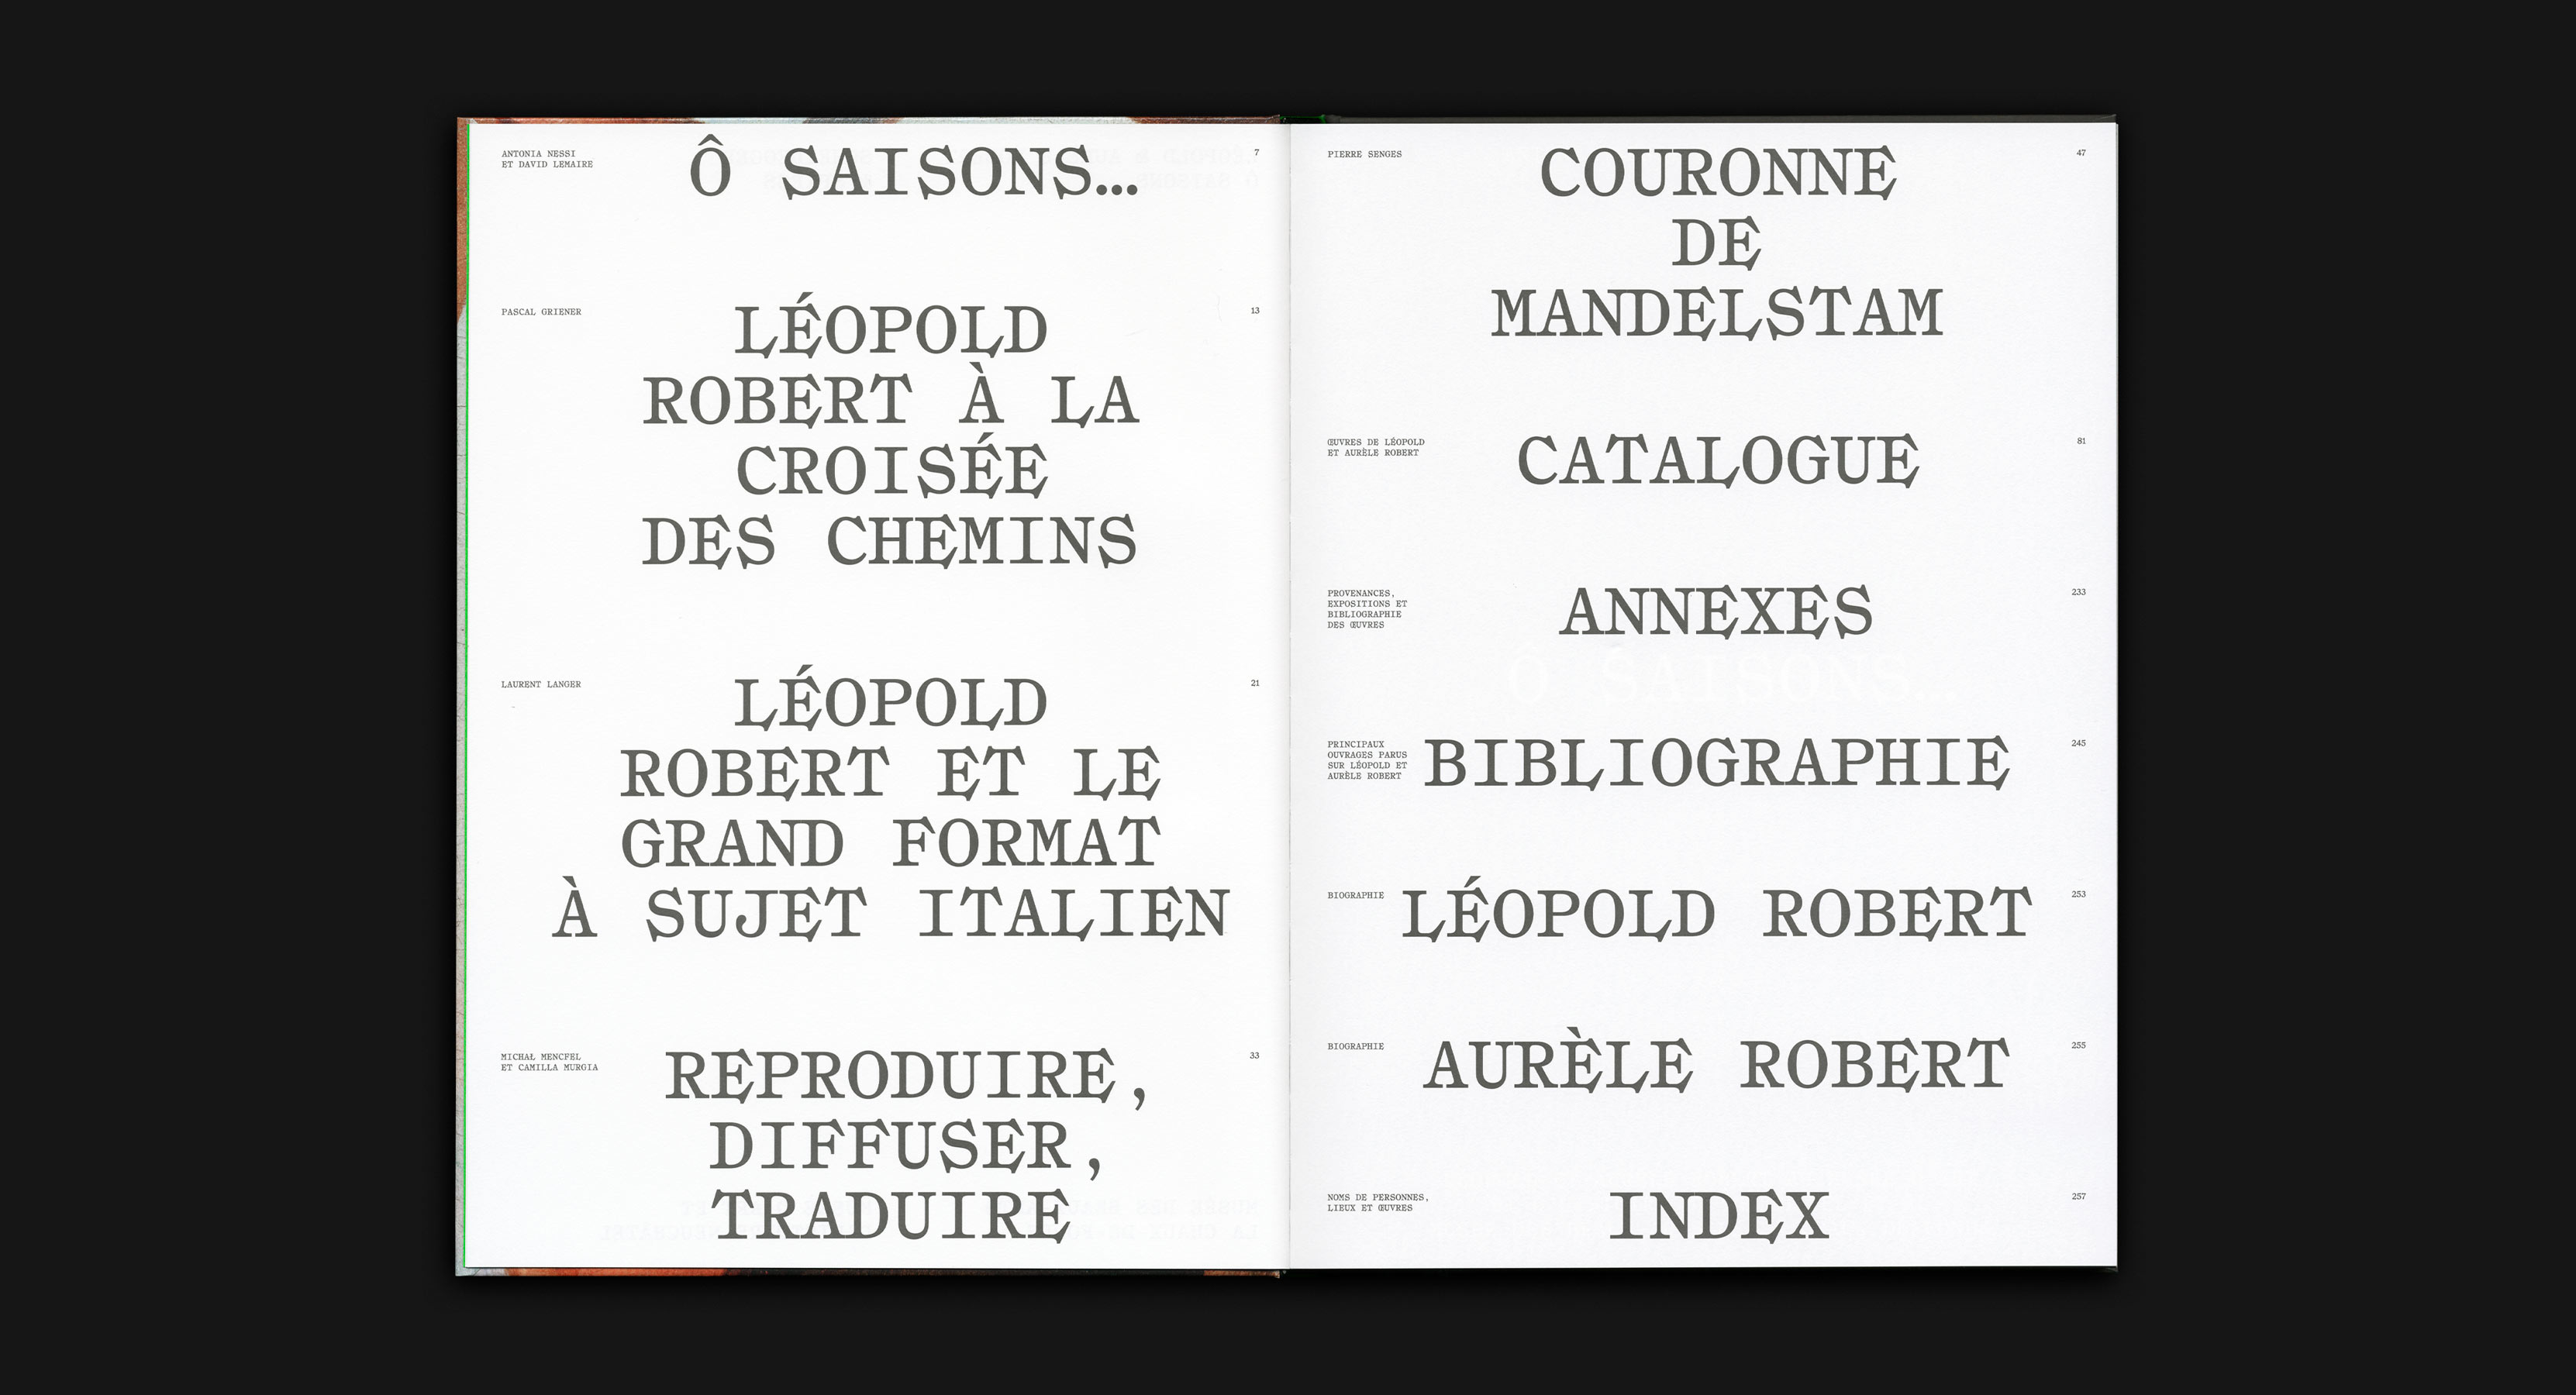 ANTONIA NESSI
ET DAVID LEMAIRE
Ô SAISONS…
7
PASCAL GRIENER
LÉOPOLD
ROBERT À LA
CROISÉE
DES CHEMINS
13
LAURENT LANGER
LÉOPOLD
ROBERT ET LE
GRAND FORMAT
À SUJET ITALIEN
21
MICHAŁ MENCFEL
ET CAMILLA MURGIA
REPRODUIRE,
DIFFUSER,
TRADUIRE
33
PIERRE SENGES
COURONNE
DE
MANDELSTAM
47
ŒUVRES DE LÉOPOLD
ET AURÈLE ROBERT
CATALOGUE
81
PROVENANCES,
EXPOSITIONS ET
BIBLIOGRAPHIE
DES ŒUVRES
ANNEXES
233
Ô SAISONS…
PRINCIPAUX
OUVRAGES PARUS
SUR LÉOPOLD ET
AURÈLE ROBERT
BIBLIOGRAPHIE
245
BIOGRAPHIE
LÉOPOLD ROBERT
253
BIOGRAPHIE
AURÈLE ROBERT
255
NOMS DE PERSONNES,
LIEUX ET ŒUVRES
INDEX
257